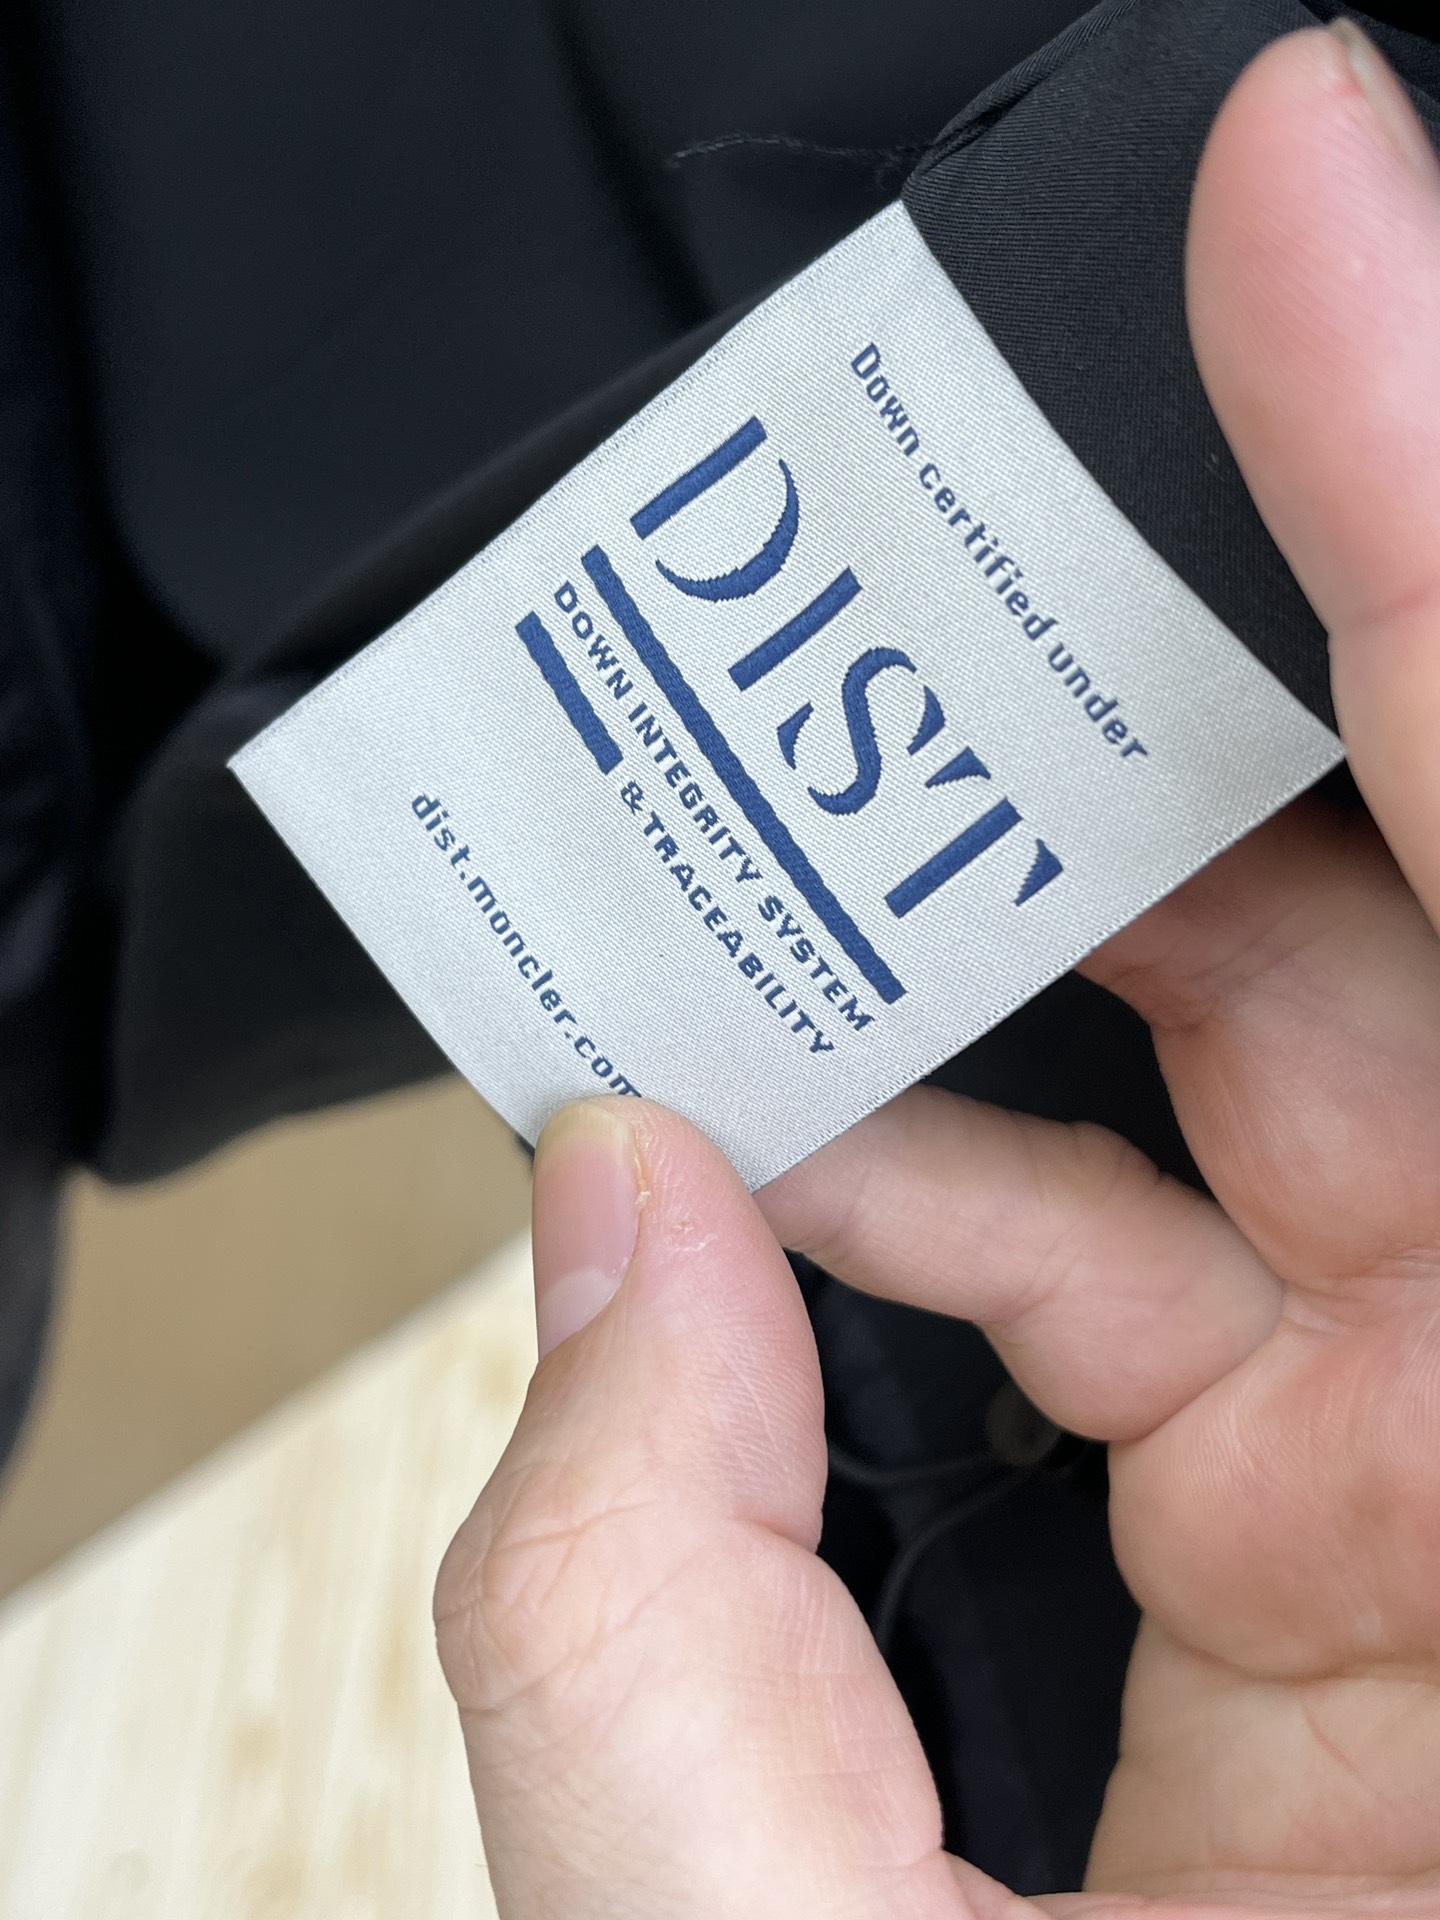 Down certified under
DIST
DOWN INTEGRITY SYSTEM
& TRACEABILITY
dist.moncler.com